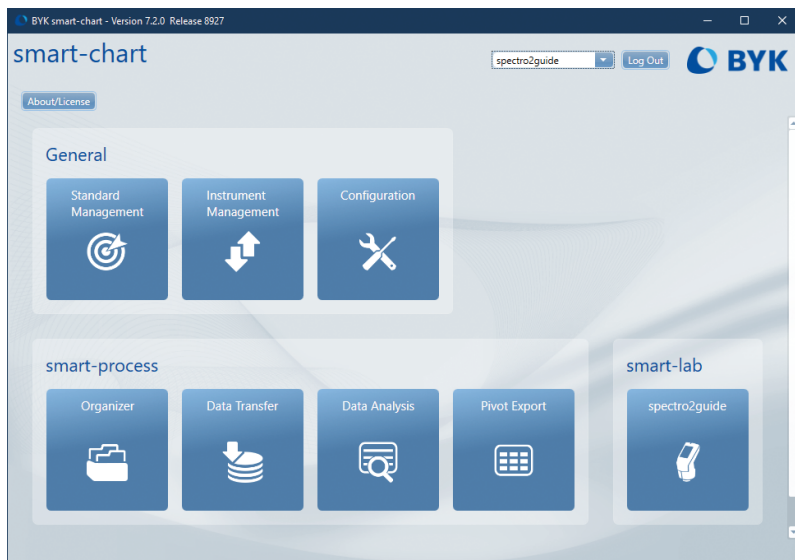 BYK smart-chart - Version 7.2.0 Release 8927
smart-chart
spectro2guide
Log Out
BYK
About/License
General
Standard
Management
Instrument
Management
Configuration
smart-process
smart-lab
Organizer
Data Transfer
Data Analysis
Pivot Export
spectro2guide